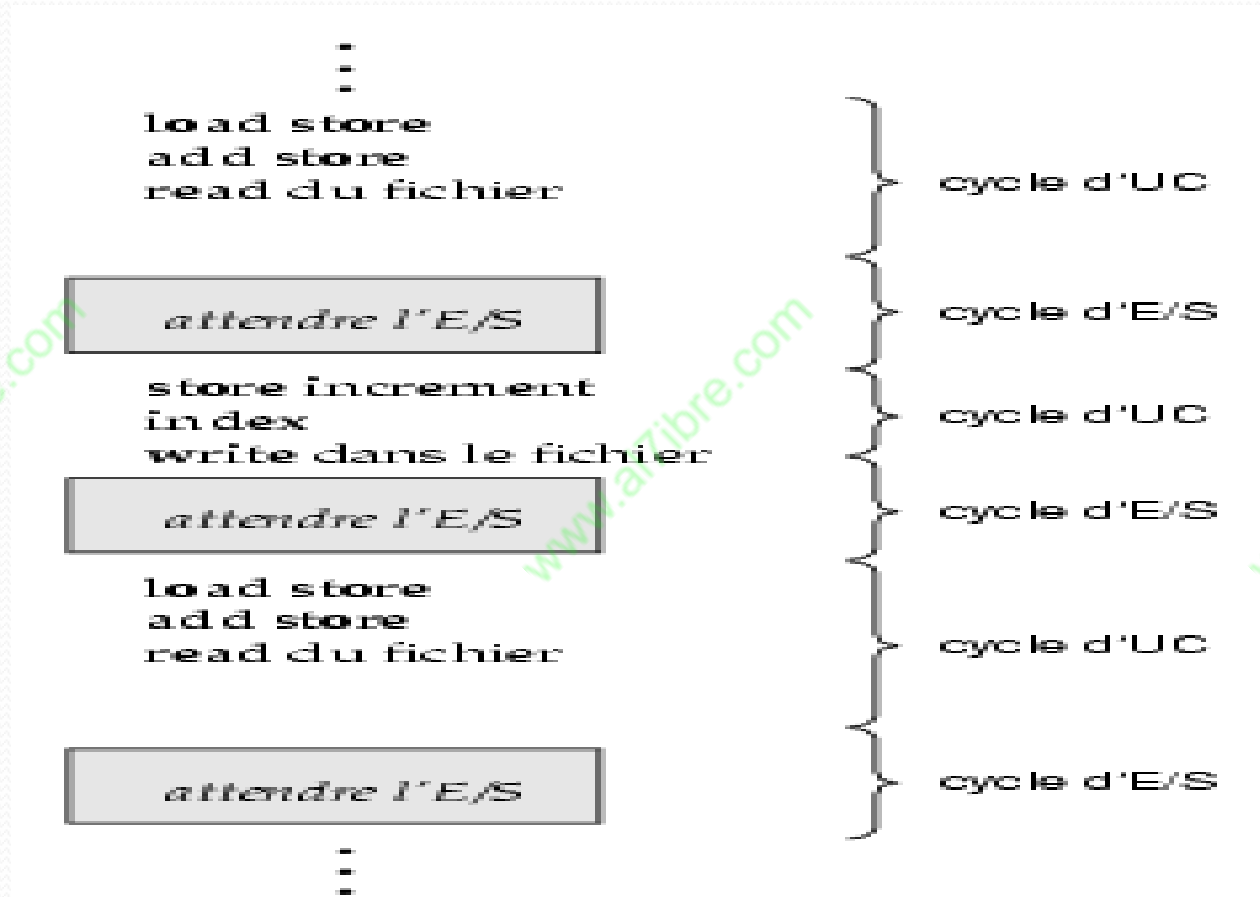 load store
add store
read du fichier
cycle d'UC
attendre l'E/S
cycle d'E/S
store increment
index
write dans le fichier
cycle d'UC
attendre l'E/S
cycle d'E/S
load store
add store
read du fichier
cycle d'UC
attendre l'E/S
cycle d'E/S